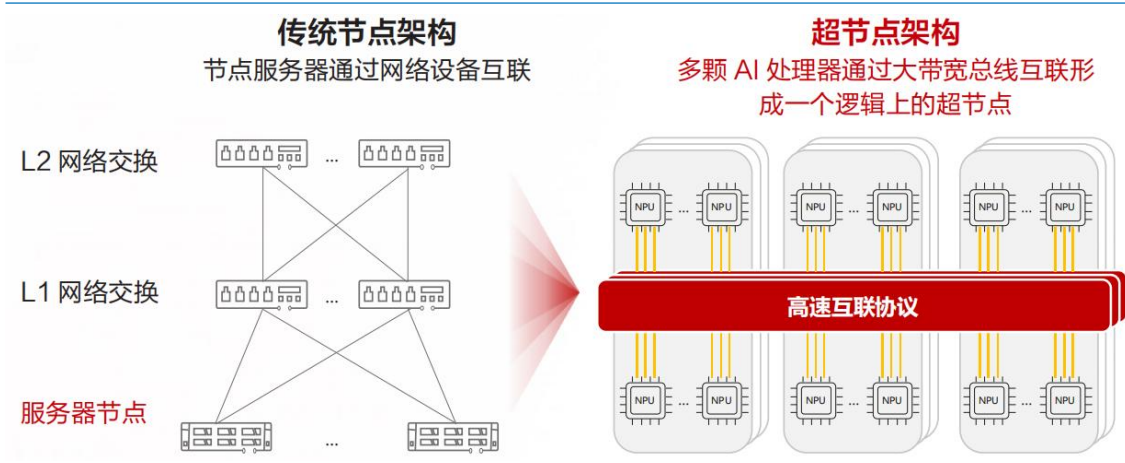 传统节点架构
节点服务器通过网络设备互联
L2 网络交换
...
L1 网络交换
...
服务器节点
...
超节点架构
多颗 AI 处理器通过大带宽总线互联形
成一个逻辑上的超节点
NPU ... NPU NPU ... NPU NPU ... NPU
高速互联协议
NPU ... NPU NPU ... NPU NPU ... NPU